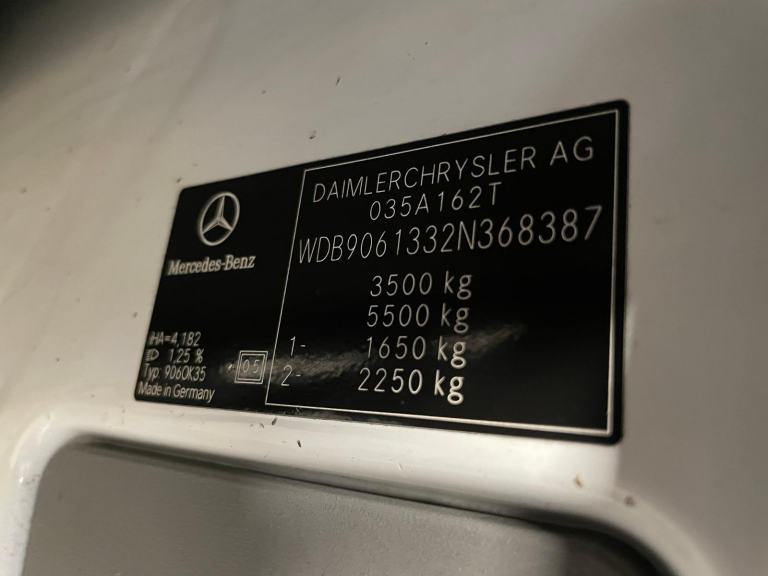 Mercedes-Benz
iHA=4,182
1,25 %
Typ: 906OK35
Made in Germany
05
DAIMLERCHRYSLER AG
035A162T
WDB9061332N368387
3500 kg
5500 kg
1- 1650 kg
2- 2250 kg